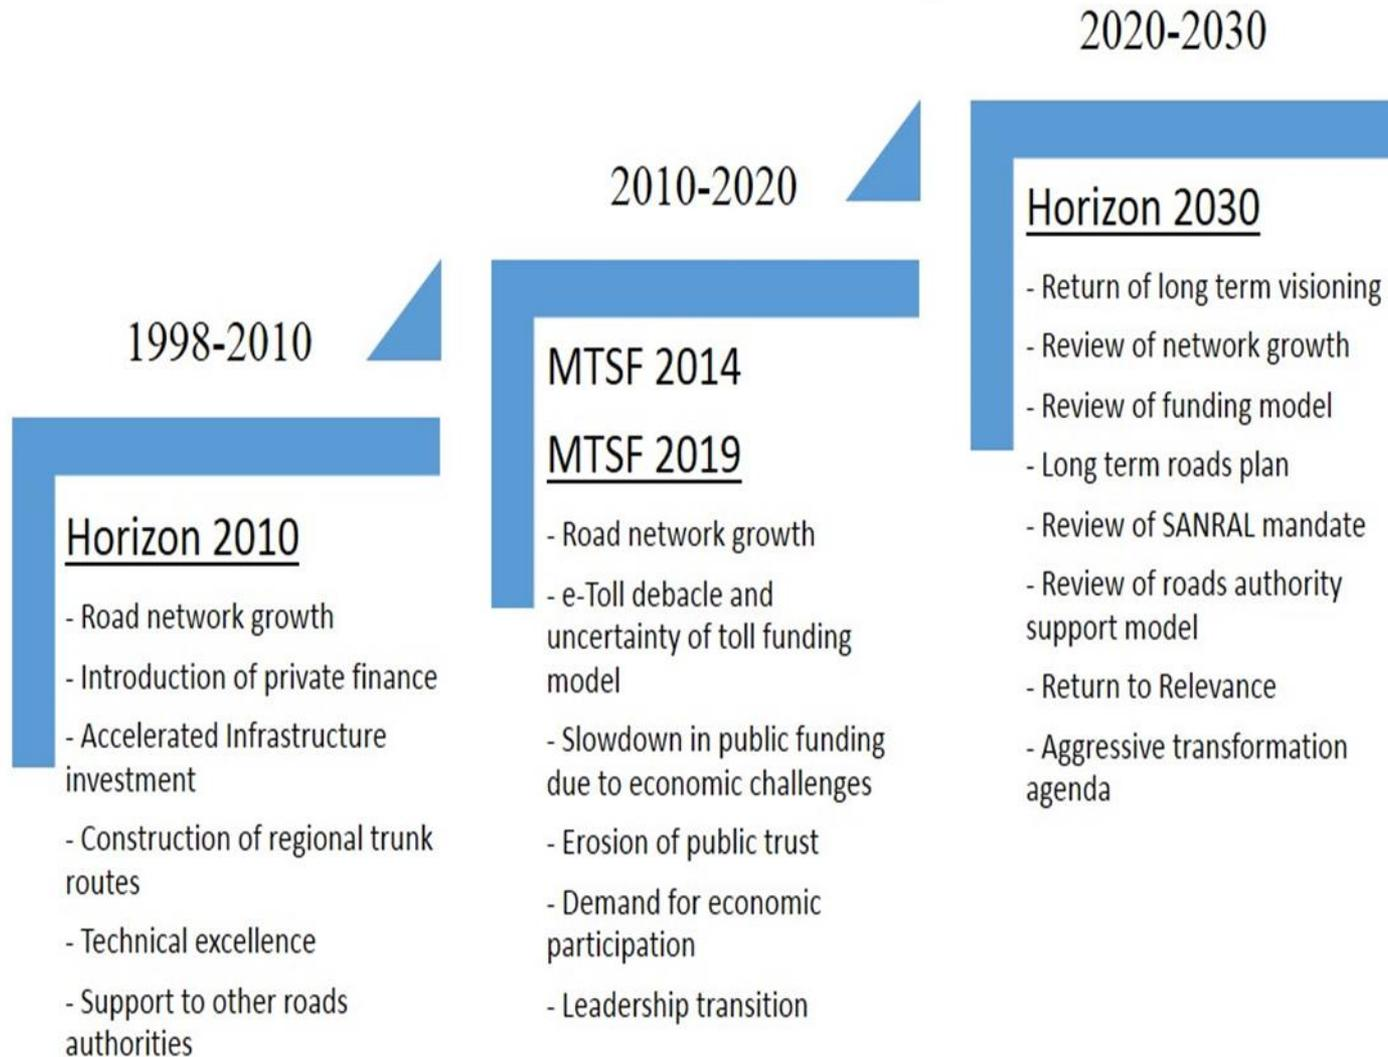 1998-2010
Horizon 2010
- Road network growth
- Introduction of private finance
- Accelerated Infrastructure
investment
- Construction of regional trunk
routes
- Technical excellence
- Support to other roads
authorities
2010-2020
MTSF 2014
MTSF 2019
- Road network growth
- e-Toll debacle and
uncertainty of toll funding
model
- Slowdown in public funding
due to economic challenges
- Erosion of public trust
- Demand for economic
participation
- Leadership transition
2020-2030
Horizon 2030
- Return of long term visioning
- Review of network growth
- Review of funding model
- Long term roads plan
- Review of SANRAL mandate
- Review of roads authority
support model
- Return to Relevance
- Aggressive transformation
agenda